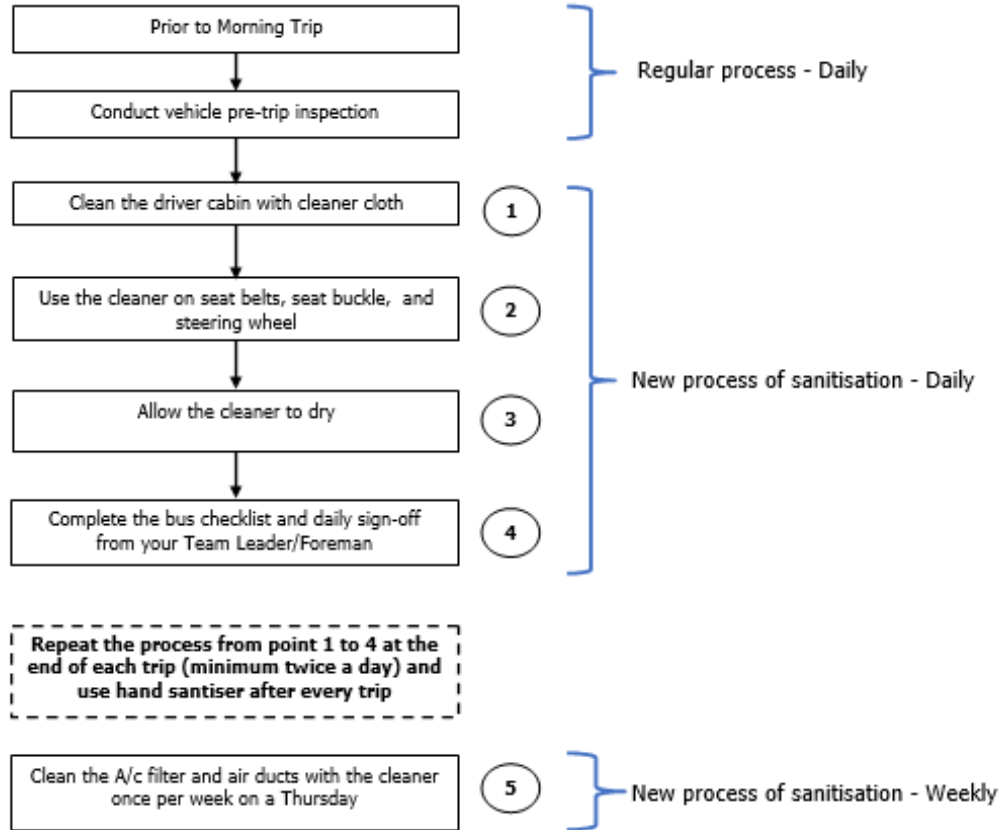 Prior to Morning Trip
Regular process - Daily
Conduct vehicle pre-trip inspection
Clean the driver cabin with cleaner cloth
1
Use the cleaner on seat belts, seat buckle, and
steering wheel
2
New process of sanitisation - Daily
Allow the cleaner to dry
3
Complete the bus checklist and daily sign-off
from your Team Leader/Foreman
4
Repeat the process from point 1 to 4 at the
end of each trip (minimum twice a day) and
use hand santiser after every trip
Clean the A/c filter and air ducts with the cleaner
once per week on a Thursday
5
New process of sanitisation - Weekly